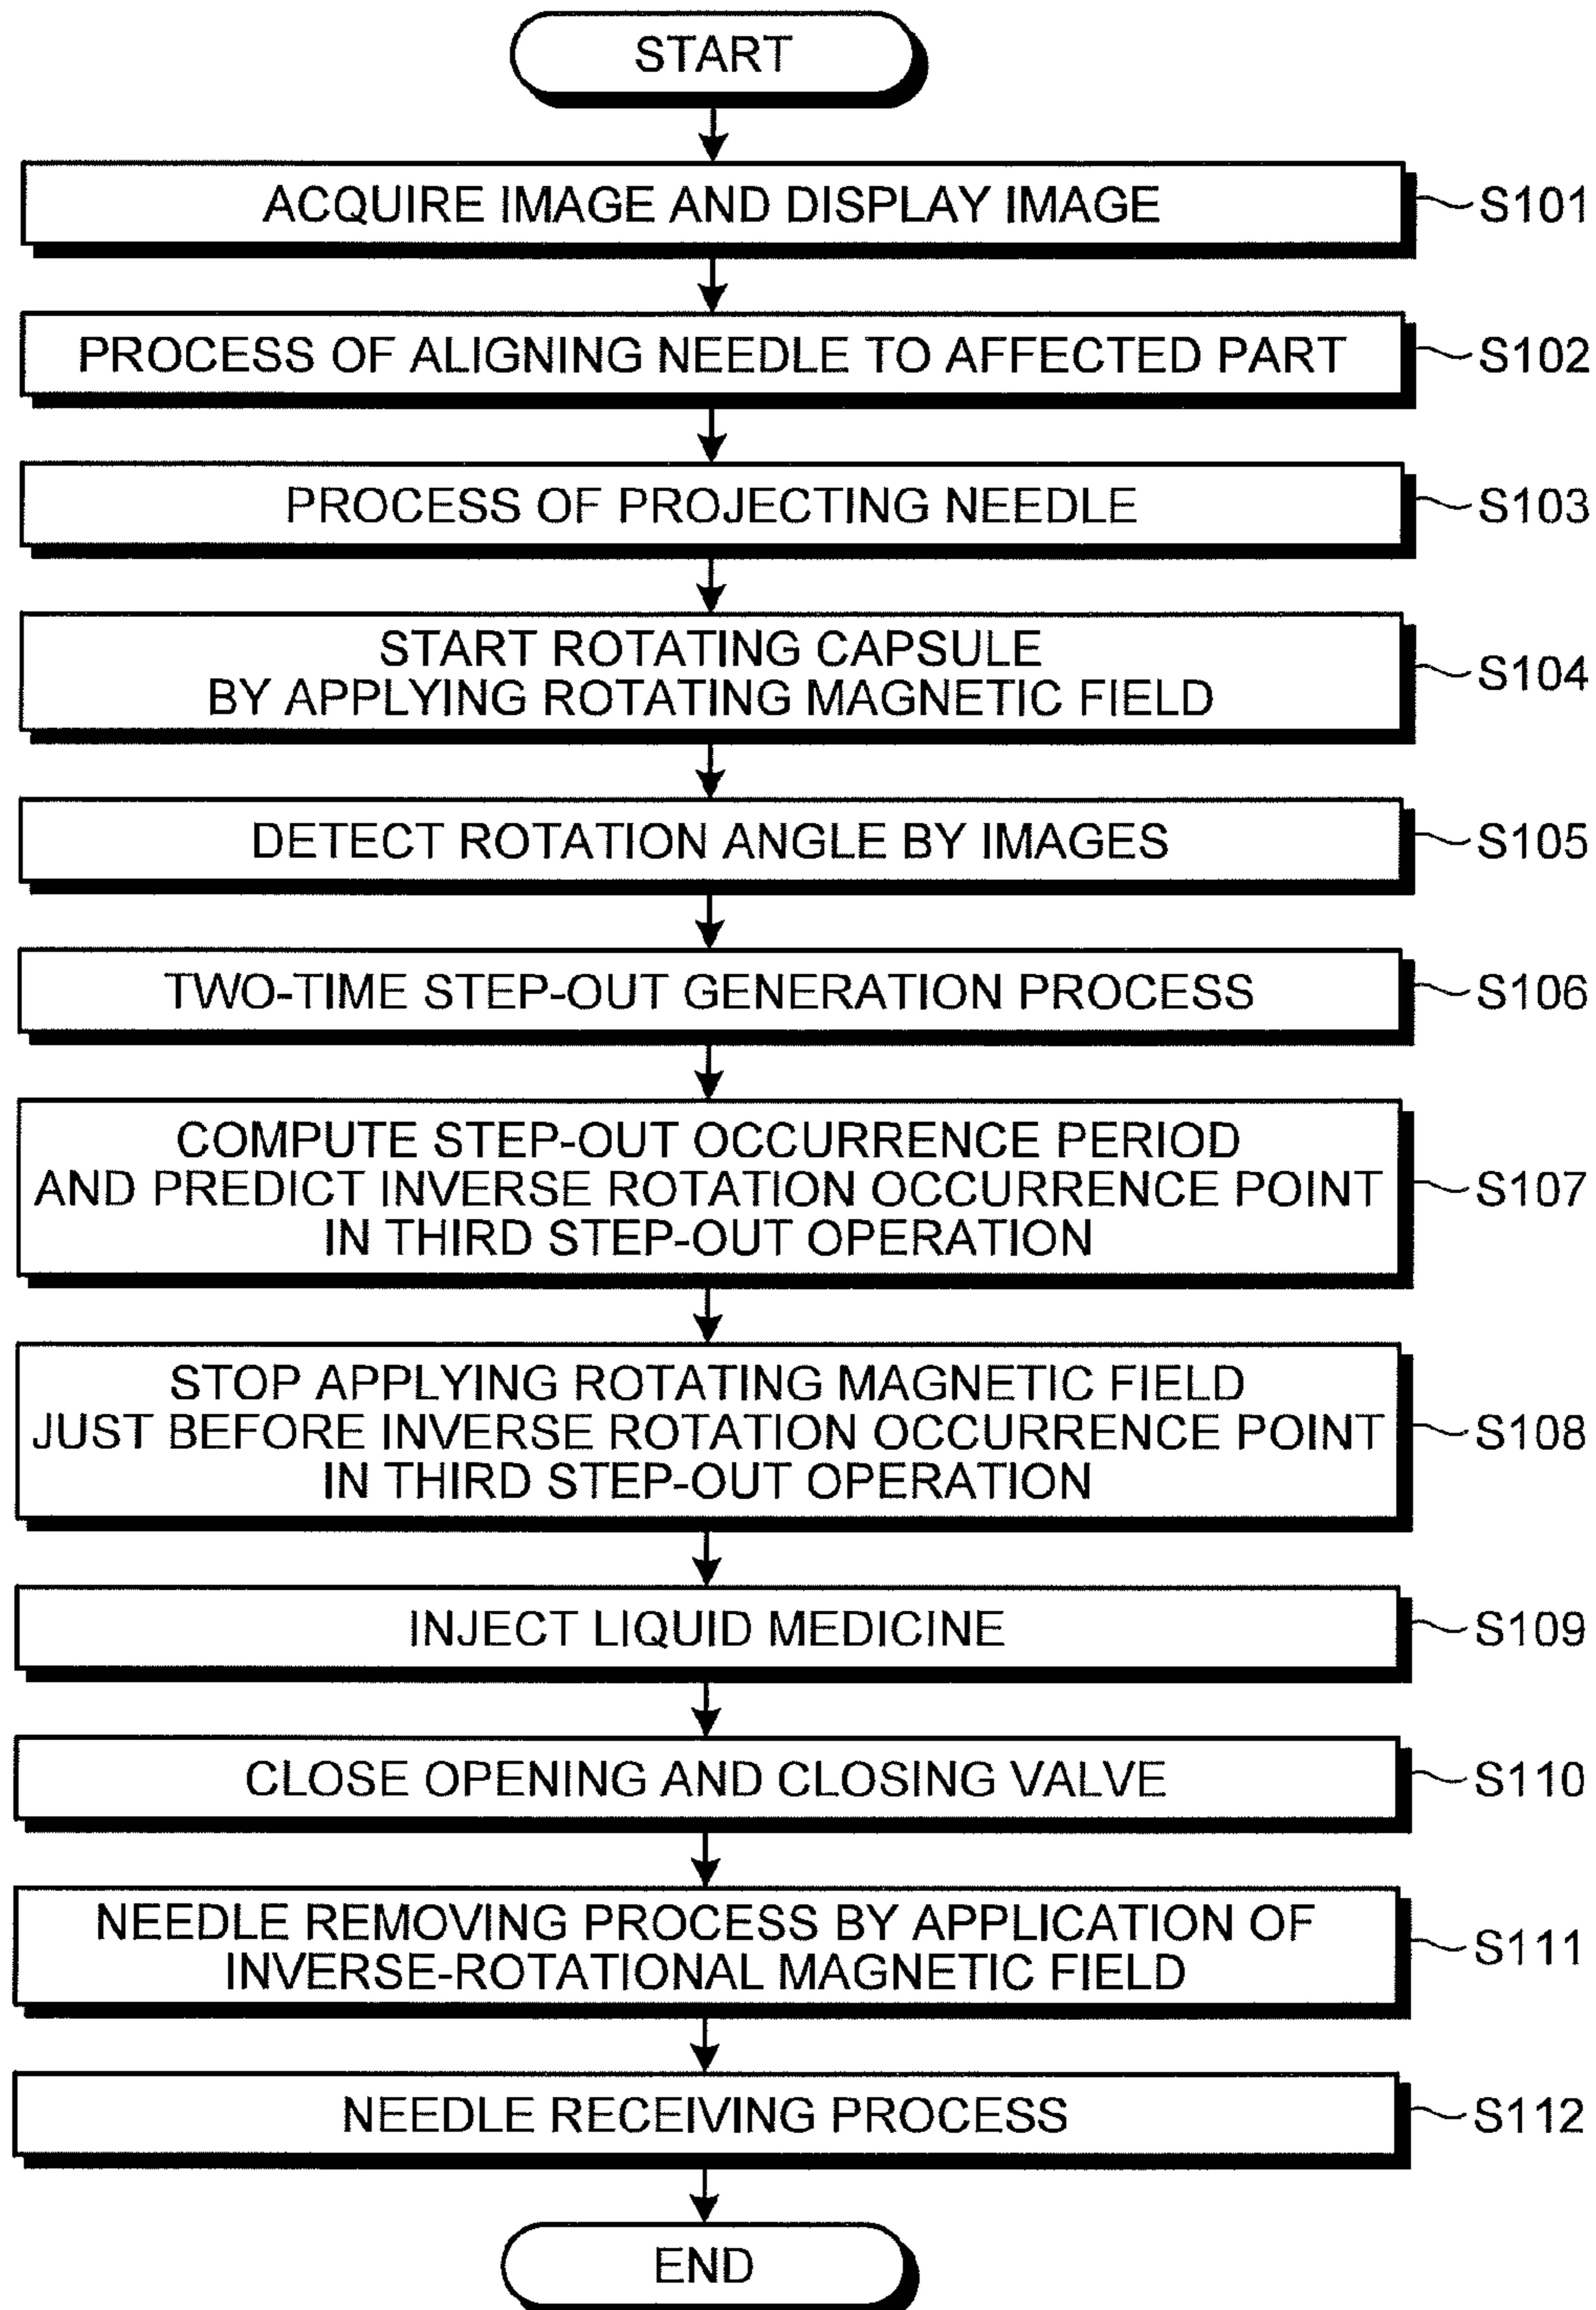 START
ACQUIRE IMAGE AND DISPLAY IMAGE
S101
PROCESS OF ALIGNING NEEDLE TO AFFECTED PART
S102
PROCESS OF PROJECTING NEEDLE
S103
START ROTATING CAPSULE
BY APPLYING ROTATING MAGNETIC FIELD
S104
DETECT ROTATION ANGLE BY IMAGES
S105
TWO-TIME STEP-OUT GENERATION PROCESS
S106
COMPUTE STEP-OUT OCCURRENCE PERIOD
AND PREDICT INVERSE ROTATION OCCURRENCE POINT
IN THIRD STEP-OUT OPERATION
S107
STOP APPLYING ROTATING MAGNETIC FIELD
JUST BEFORE INVERSE ROTATION OCCURRENCE POINT
IN THIRD STEP-OUT OPERATION
S108
INJECT LIQUID MEDICINE
S109
CLOSE OPENING AND CLOSING VALVE
S110
NEEDLE REMOVING PROCESS BY APPLICATION OF
INVERSE-ROTATIONAL MAGNETIC FIELD
S111
NEEDLE RECEIVING PROCESS
S112
END